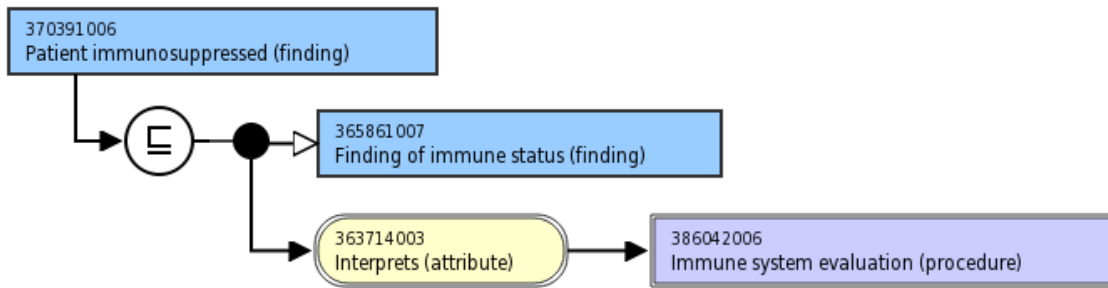 370391006
Patient immunosuppressed (finding)
⊑
365861007
Finding of immune status (finding)
363714003
Interprets (attribute)
386042006
Immune system evaluation (procedure)